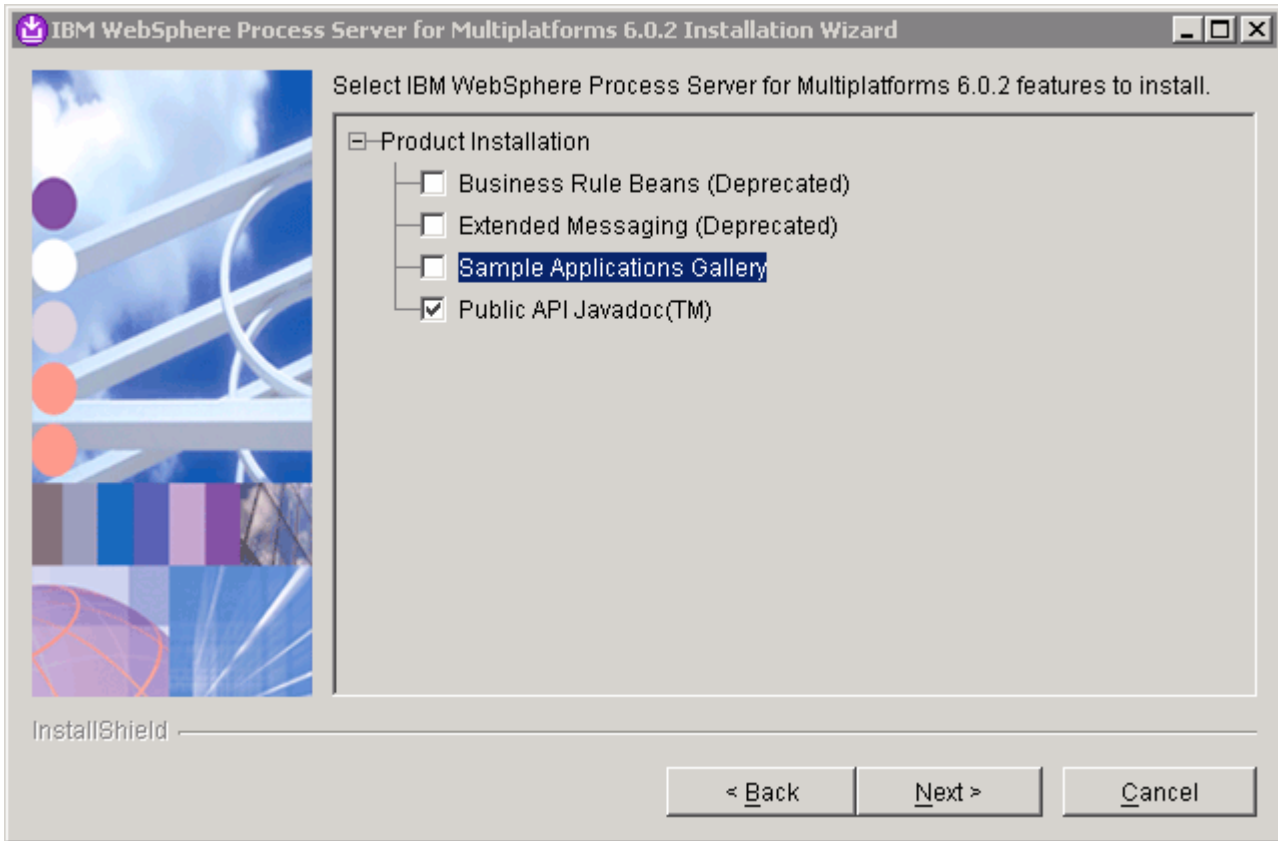 IBM WebSphere Process Server for Multiplatforms 6.0.2 Installation Wizard
Select IBM WebSphere Process Server for Multiplatforms 6.0.2 features to install.
Product Installation
Business Rule Beans (Deprecated)
Extended Messaging (Deprecated)
Sample Applications Gallery
Public API Javadoc(TM)
InstallShield
< Back
Next >
Cancel